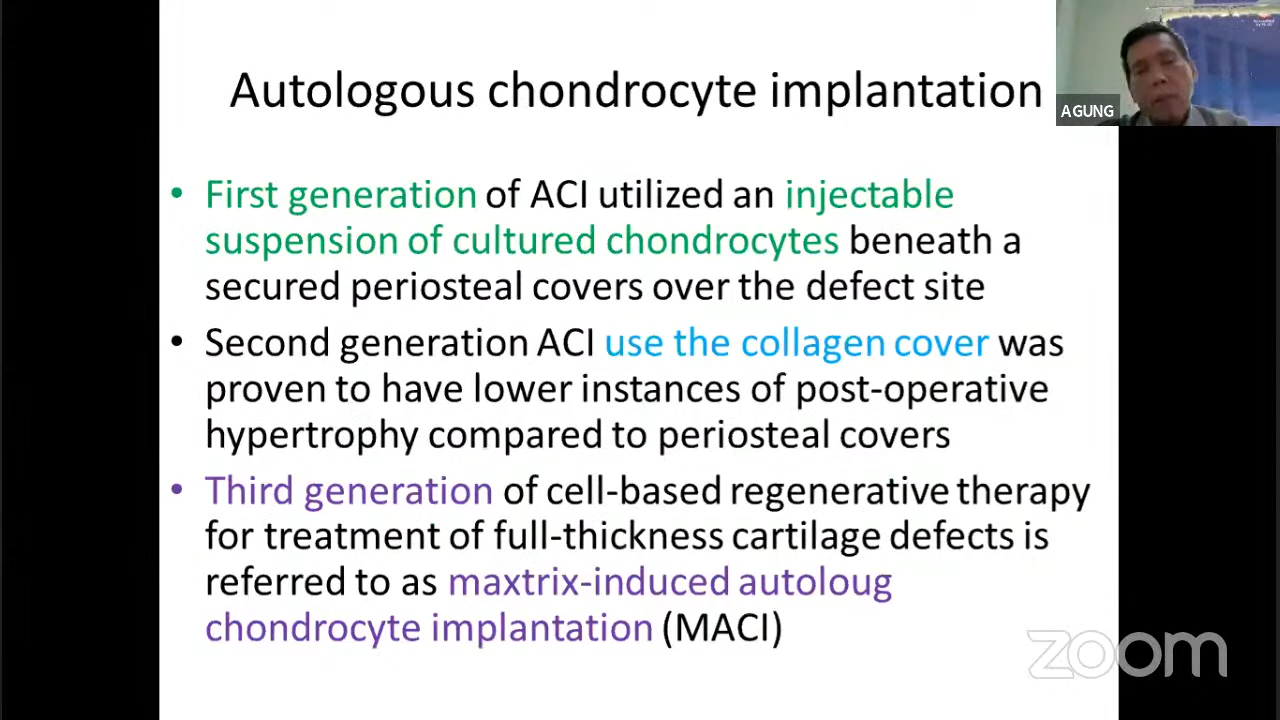 Autologous chondrocyte implantation
AGUNG
• First generation of ACI utilized an injectable
suspension of cultured chondrocytes beneath a
secured periosteal covers over the defect site
• Second generation ACI use the collagen cover was
proven to have lower instances of post-operative
hypertrophy compared to periosteal covers
• Third generation of cell-based regenerative therapy
for treatment of full-thickness cartilage defects is
referred to as maxtrix-induced autoloug
chondrocyte implantation (MACI)
zoom